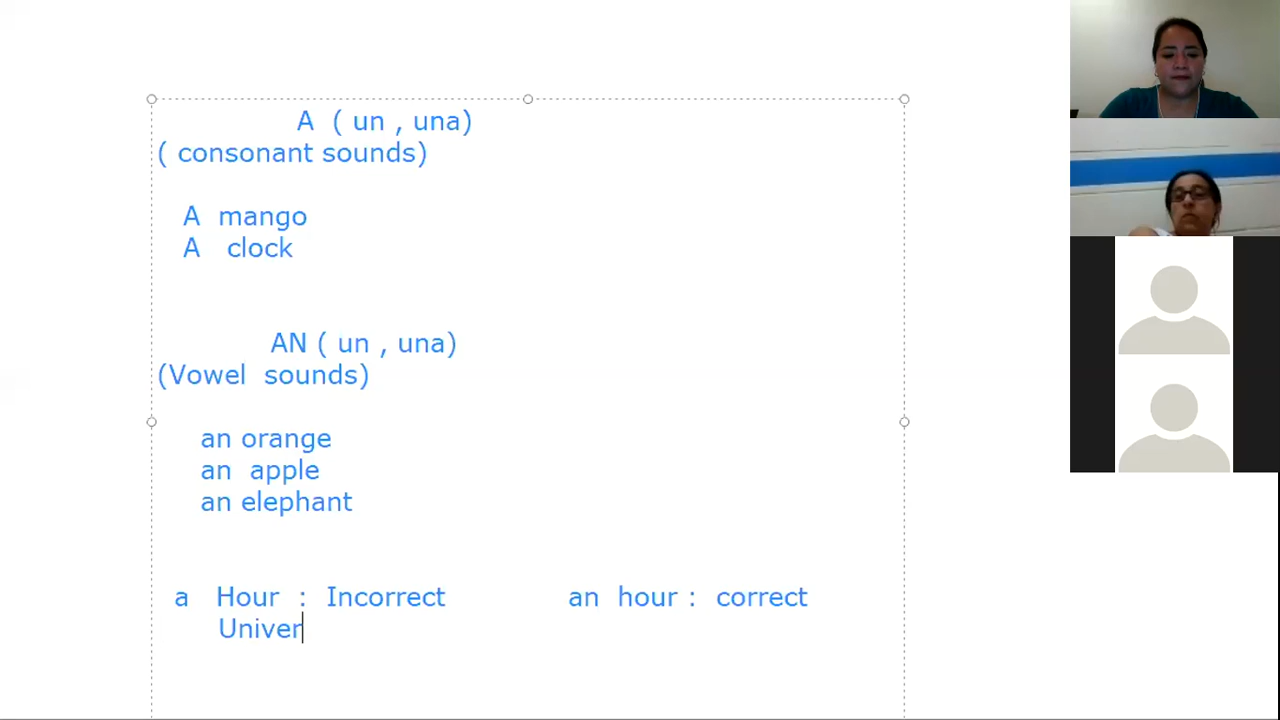 A ( un , una)
( consonant sounds)
A mango
A clock
AN ( un , una)
(Vowel sounds)
an orange
an apple
an elephant
a Hour : Incorrect an hour : correct
Univer